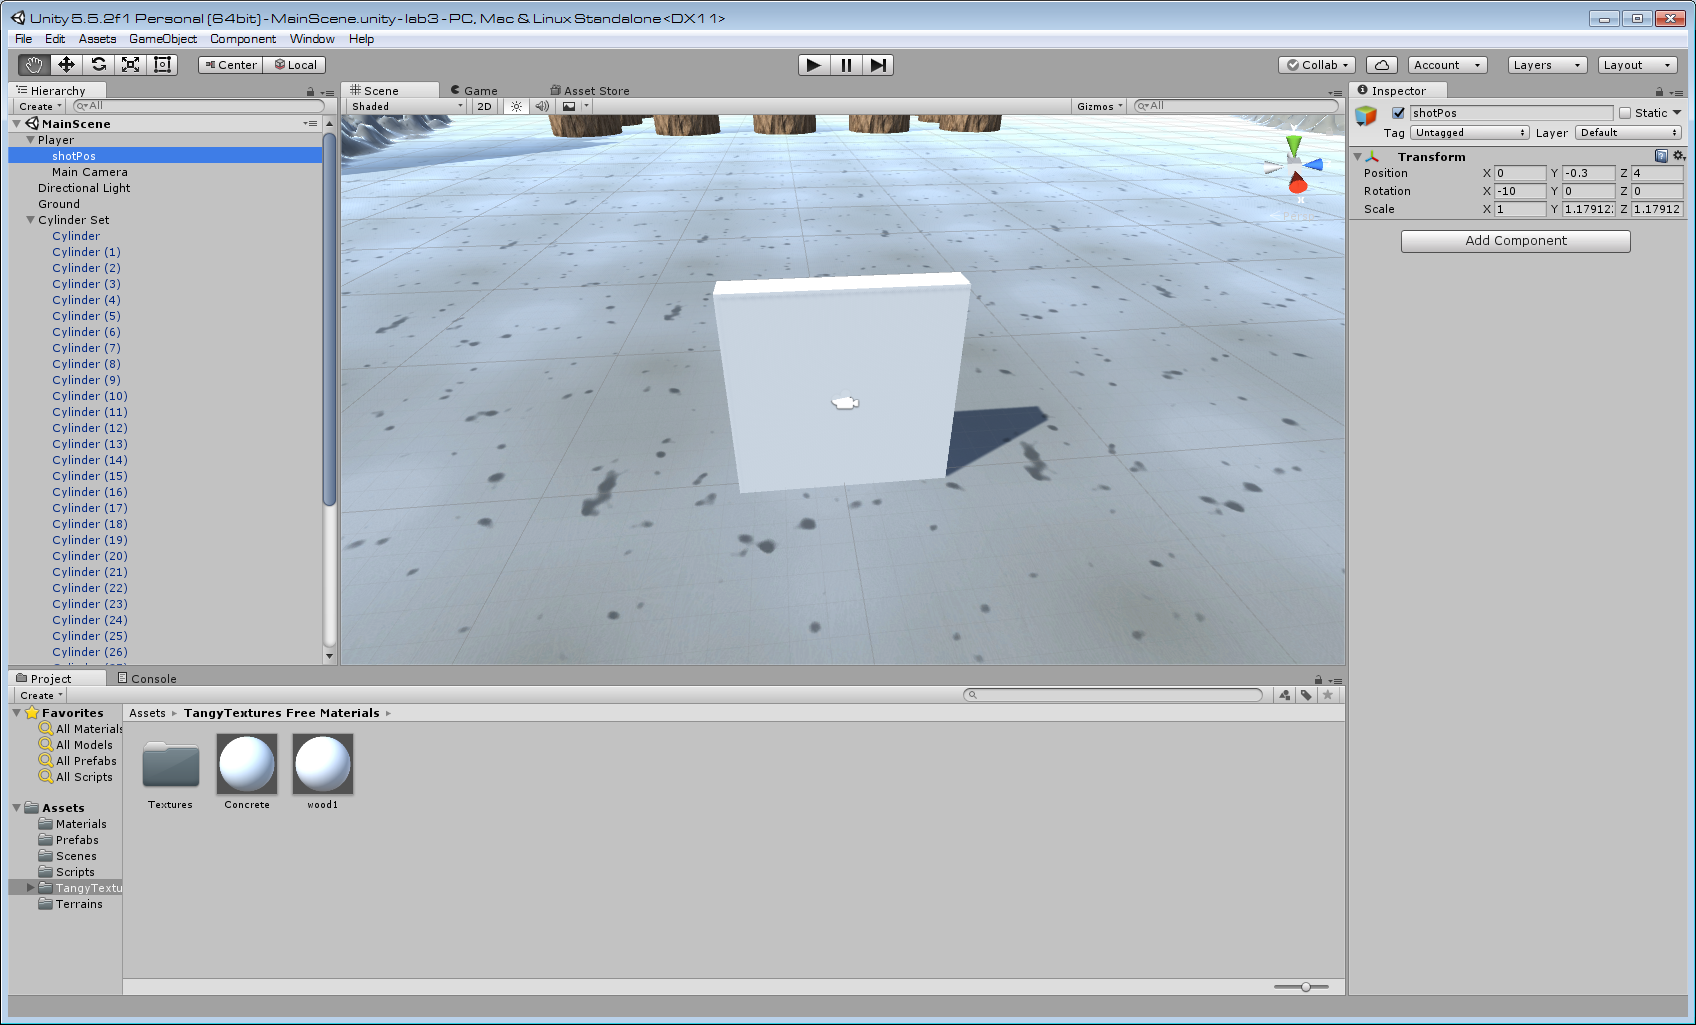 Unity 5.5.2f1 Personal (64bit) - MainScene.unity - lab3 - PC, Mac & Linux Standalone <DX11>
File Edit Assets GameObject Component Window Help
Center Local Collab Account Layers Layout
Hierarchy
Create All
MainScene
Player
shotPos
Main Camera
Directional Light
Ground
Cylinder Set
Cylinder
Cylinder (1)
Cylinder (2)
Cylinder (3)
Cylinder (4)
Cylinder (5)
Cylinder (6)
Cylinder (7)
Cylinder (8)
Cylinder (9)
Cylinder (10)
Cylinder (11)
Cylinder (12)
Cylinder (13)
Cylinder (14)
Cylinder (15)
Cylinder (16)
Cylinder (17)
Cylinder (18)
Cylinder (19)
Cylinder (20)
Cylinder (21)
Cylinder (22)
Cylinder (23)
Cylinder (24)
Cylinder (25)
Cylinder (26)
Scene Game Asset Store
Shaded 2D Gizmos All
Inspector
shotPos Static
Tag Untagged Layer Default
Transform
Position X 0 Y -0.3 Z 4
Rotation X -10 Y 0 Z 0
Scale X 1 Y 1.17912 Z 1.17912
Add Component
Project Console
Create
Favorites
All Materials
All Models
All Prefabs
All Scripts
Assets
Materials
Prefabs
Scenes
Scripts
TangyTextu
Terrains
Assets TangyTextures Free Materials
Textures Concrete wood1